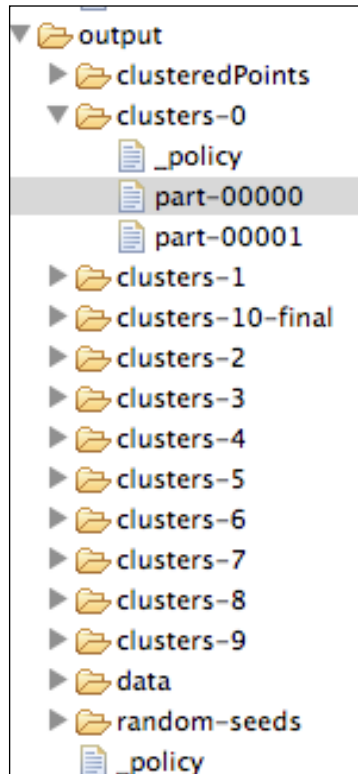 output
clusteredPoints
clusters-0
_policy
part-00000
part-00001
clusters-1
clusters-10-final
clusters-2
clusters-3
clusters-4
clusters-5
clusters-6
clusters-7
clusters-8
clusters-9
data
random-seeds
_policy